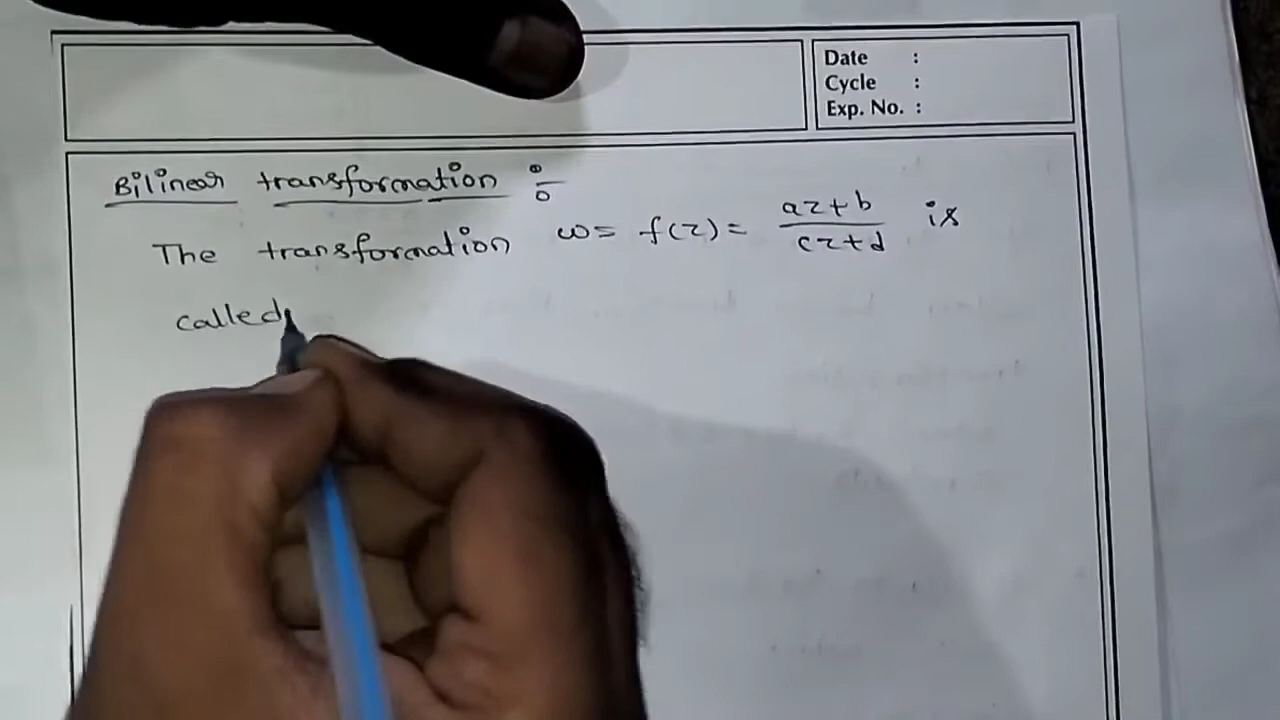 Date :
Cycle :
Exp. No. :
Bilinear transformation :-
The transformation w = f(z) = az+b/cz+d is
called